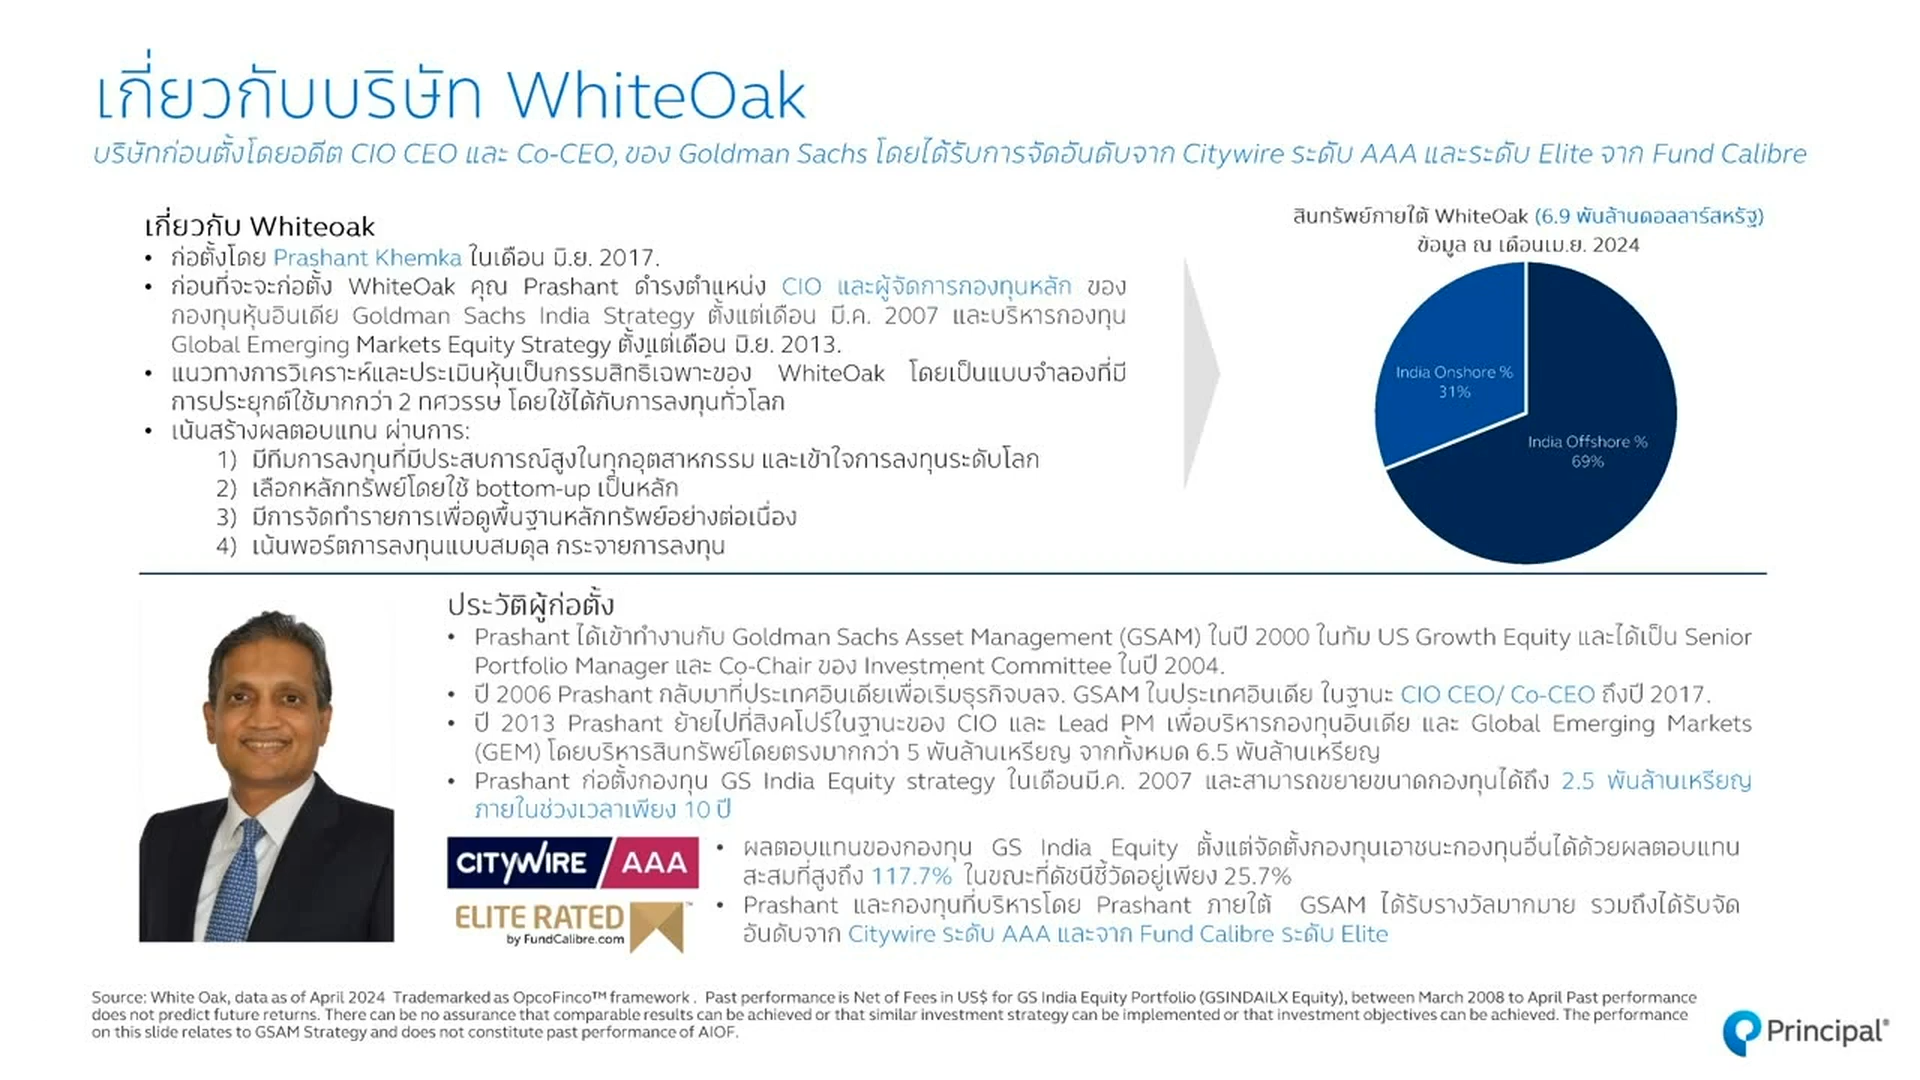 เกี่ยวกับบริษัท WhiteOak
บริษัทก่อนตั้งโดยอดีต CIO CEO และ Co-CEO, ของ Goldman Sachs โดยได้รับการจัดอันดับจาก Citywire ระดับ AAA และระดับ Elite จาก Fund Calibre
เกี่ยวกับ Whiteoak
• ก่อตั้งโดย Prashant Khemka ในเดือน มิ.ย. 2017.
• ก่อนที่จะจะก่อตั้ง WhiteOak คุณ Prashant ดำรงตำแหน่ง CIO และผู้จัดการกองทุนหลัก ของ
กองทุนหุ้นอินเดีย Goldman Sachs India Strategy ตั้งแต่เดือน มี.ค. 2007 และบริหารกองทุน
Global Emerging Markets Equity Strategy ตั้งแต่เดือน มิ.ย. 2013.
• แนวทางการวิเคราะห์และประเมินหุ้นเป็นกรรมสิทธิ์เฉพาะของ WhiteOak โดยเป็นแบบจำลองที่มี
การประยุกต์ใช้มากกว่า 2 ทศวรรษ โดยใช้ได้กับการลงทุนทั่วโลก
• เน้นสร้างผลตอบแทน ผ่านการ:
1) มีทีมการลงทุนที่มีประสบการณ์สูงในทุกอุตสาหกรรม และเข้าใจการลงทุนระดับโลก
2) เลือกหลักทรัพย์โดยใช้ bottom-up เป็นหลัก
3) มีการจัดทำรายการเพื่อดูพื้นฐานหลักทรัพย์อย่างต่อเนื่อง
4) เน้นพอร์ตการลงทุนแบบสมดุล กระจายการลงทุน
สินทรัพย์ภายใต้ WhiteOak (6.9 พันล้านดอลลาร์สหรัฐ)
ข้อมูล ณ เดือนเม.ย. 2024
India Onshore %
31%
India Offshore %
69%
ประวัติผู้ก่อตั้ง
• Prashant ได้เข้าทำงานกับ Goldman Sachs Asset Management (GSAM) ในปี 2000 ในทีม US Growth Equity และได้เป็น Senior
Portfolio Manager และ Co-Chair ของ Investment Committee ในปี 2004.
• ปี 2006 Prashant กลับมาที่ประเทศอินเดียเพื่อเริ่มธุรกิจบลจ. GSAM ในประเทศอินเดีย ในฐานะ CIO CEO/ Co-CEO ถึงปี 2017.
• ปี 2013 Prashant ย้ายไปที่สิงคโปร์ในฐานะของ CIO และ Lead PM เพื่อบริหารกองทุนอินเดีย และ Global Emerging Markets
(GEM) โดยบริหารสินทรัพย์โดยตรงมากกว่า 5 พันล้านเหรียญ จากทั้งหมด 6.5 พันล้านเหรียญ
• Prashant ก่อตั้งกองทุน GS India Equity strategy ในเดือนมี.ค. 2007 และสามารถขยายขนาดกองทุนได้ถึง 2.5 พันล้านเหรียญ
ภายในช่วงเวลาเพียง 10 ปี
CITYWIRE / AAA
ELITE RATED™
by FundCalibre.com
• ผลตอบแทนของกองทุน GS India Equity ตั้งแต่จัดตั้งกองทุนเอาชนะกองทุนอื่นได้ด้วยผลตอบแทน
สะสมที่สูงถึง 117.7% ในขณะที่ดัชนีชี้วัดอยู่เพียง 25.7%
• Prashant และกองทุนที่บริหารโดย Prashant ภายใต้ GSAM ได้รับรางวัลมากมาย รวมถึงได้รับจัด
อันดับจาก Citywire ระดับ AAA และจาก Fund Calibre ระดับ Elite
Source: White Oak, data as of April 2024 Trademarked as OpcoFinco™ framework . Past performance is Net of Fees in US$ for GS India Equity Portfolio (GSINDAILX Equity), between March 2008 to April Past performance
does not predict future returns. There can be no assurance that comparable results can be achieved or that similar investment strategy can be implemented or that investment objectives can be achieved. The performance
on this slide relates to GSAM Strategy and does not constitute past performance of AIOF.
Principal®